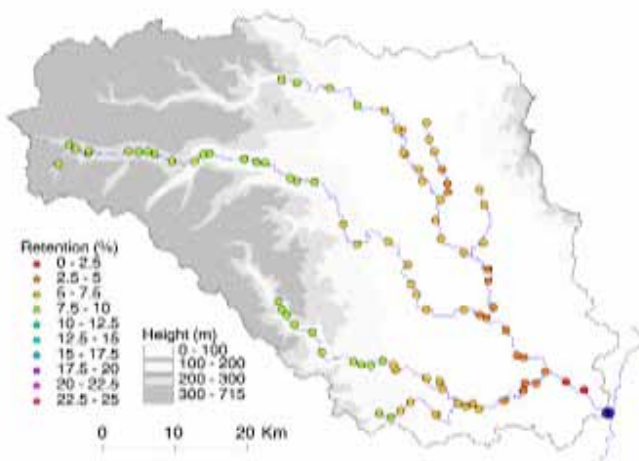 Retention (%)
0 - 2.5
2.5 - 5
5 - 7.5
7.5 - 10
10 - 12.5
12.5 - 15
15 - 17.5
17.5 - 20
20 - 22.5
22.5 - 25
Height (m)
0 - 100
100 - 200
200 - 300
300 - 715
0 10 20 Km